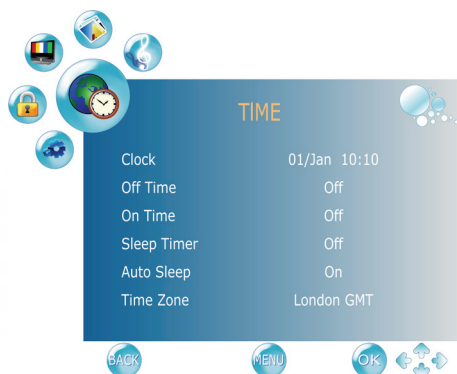 TIME
Clock 01/Jan 10:10
Off Time Off
On Time Off
Sleep Timer Off
Auto Sleep On
Time Zone London GMT
BACK MENU OK